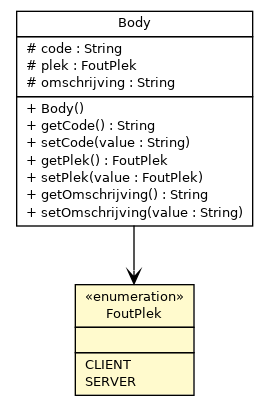 Body
# code : String
# plek : FoutPlek
# omschrijving : String
+ Body()
+ getCode() : String
+ setCode(value : String)
+ getPlek() : FoutPlek
+ setPlek(value : FoutPlek)
+ getOmschrijving() : String
+ setOmschrijving(value : String)
«enumeration»
FoutPlek
CLIENT
SERVER